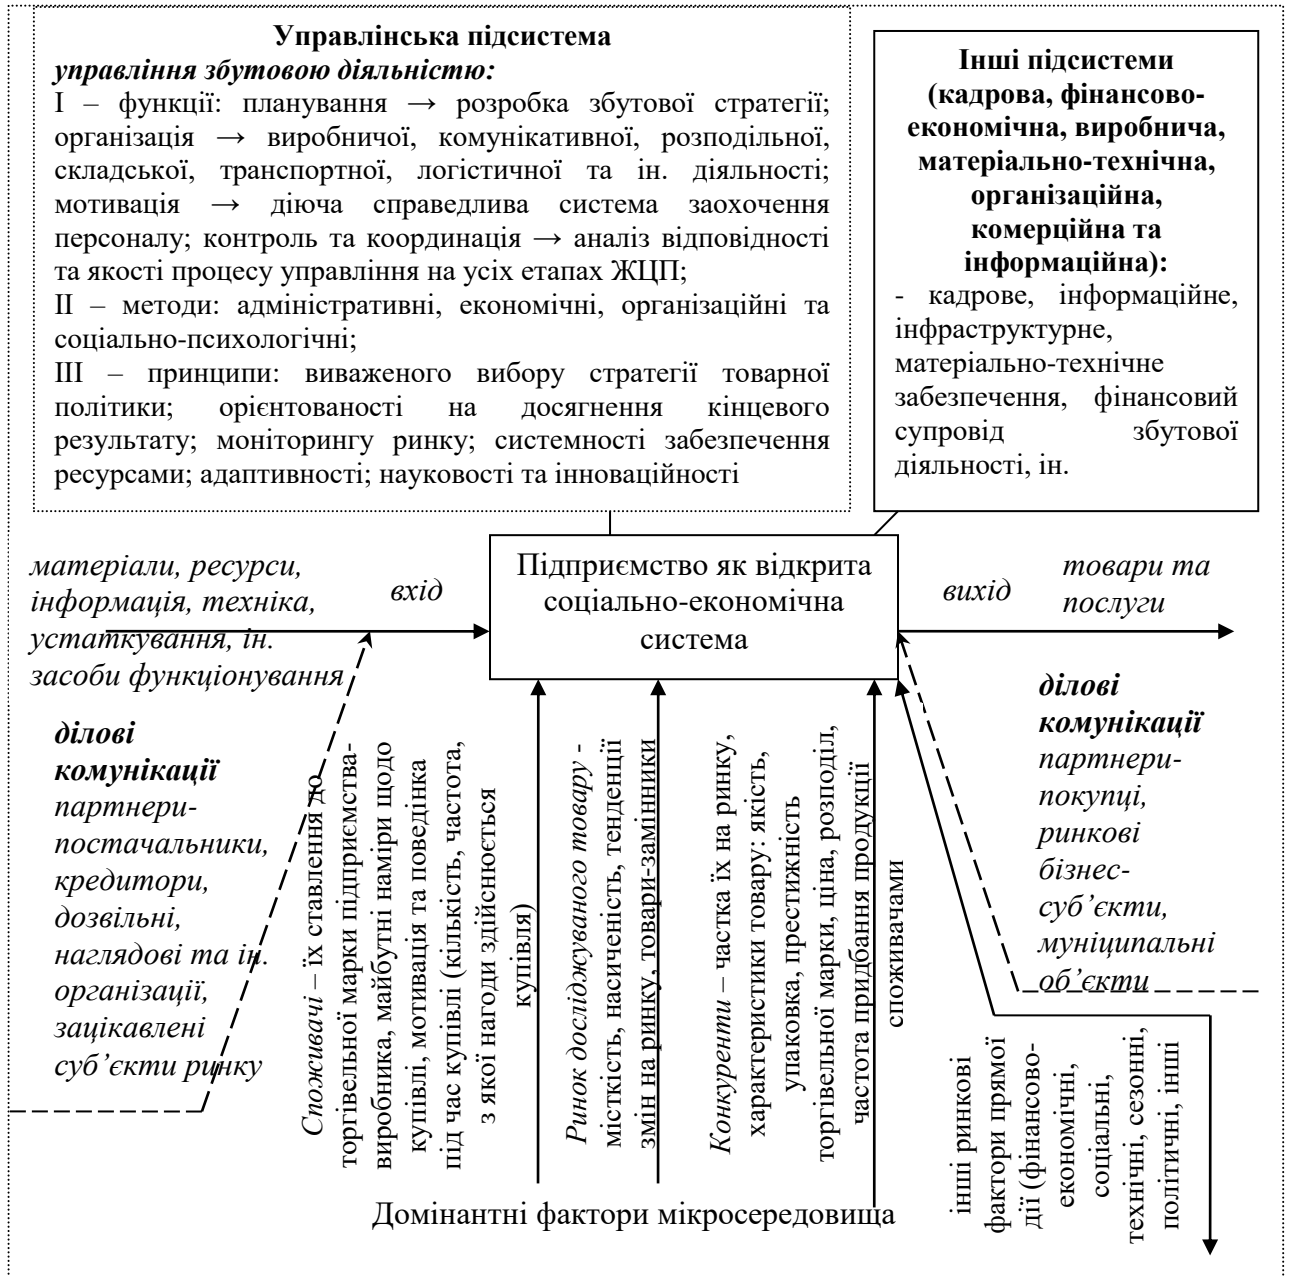 Управлінська підсистема
управління збутовою діяльністю:
І – функції: планування → розробка збутової стратегії;
організація → виробничої, комунікативної, розподільної,
складської, транспортної, логістичної та ін. діяльності;
мотивація → діюча справедлива система заохочення
персоналу; контроль та координація → аналіз відповідності
та якості процесу управління на усіх етапах ЖЦП;
ІІ – методи: адміністративні, економічні, організаційні та
соціально-психологічні;
ІІІ – принципи: виваженого вибору стратегії товарної
політики; орієнтованості на досягнення кінцевого
результату; моніторингу ринку; системності забезпечення
ресурсами; адаптивності; науковості та інноваційності
Інші підсистеми
(кадрова, фінансово-
економічна, виробнича,
матеріально-технічна,
організаційна,
комерційна та
інформаційна):
- кадрове, інформаційне,
інфраструктурне,
матеріально-технічне
забезпечення, фінансовий
супровід збутової
діяльності, ін.
матеріали, ресурси,
інформація, техніка,
устаткування, ін.
засоби функціонування
вхід
Підприємство як відкрита
соціально-економічна
система
вихід
товари та
послуги
ділові
комунікації
партнери-
постачальники,
кредитори,
дозвільні,
наглядові та ін.
організації,
зацікавлені
суб’єкти ринку
Споживачі – їх ставлення до
торгівельної марки підприємства-
виробника, майбутні наміри щодо
купівлі, мотивація та поведінка
під час купівлі (кількість, частота,
з якої нагоди здійснюється
купівля)
Ринок досліджуваного товару -
місткість, насиченість, тенденції
змін на ринку, товари-замінники
Конкуренти – частка їх на ринку,
характеристики товару: якість,
упаковка, престижність
торгівельної марки, ціна, розподіл,
частота придбання продукції
споживачами
ділові
комунікації
партнери-
покупці,
ринкові
бізнес-
суб’єкти,
муніципальні
об’єкти
інші ринкові
фактори прямої
дії (фінансово-
економічні,
соціальні,
технічні, сезонні,
політичні, інші
Домінантні фактори мікросередовища